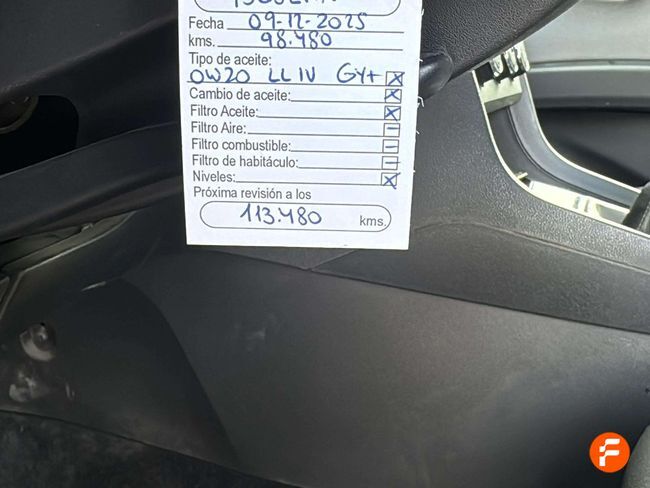 Fecha 09-12-2025
kms. 98.480
Tipo de aceite:
0W20 LL IV GY+ X
Cambio de aceite: X
Filtro Aceite: X
Filtro Aire: –
Filtro combustible: –
Filtro de habitáculo: –
Niveles: X
Próxima revisión a los
113.480 kms.